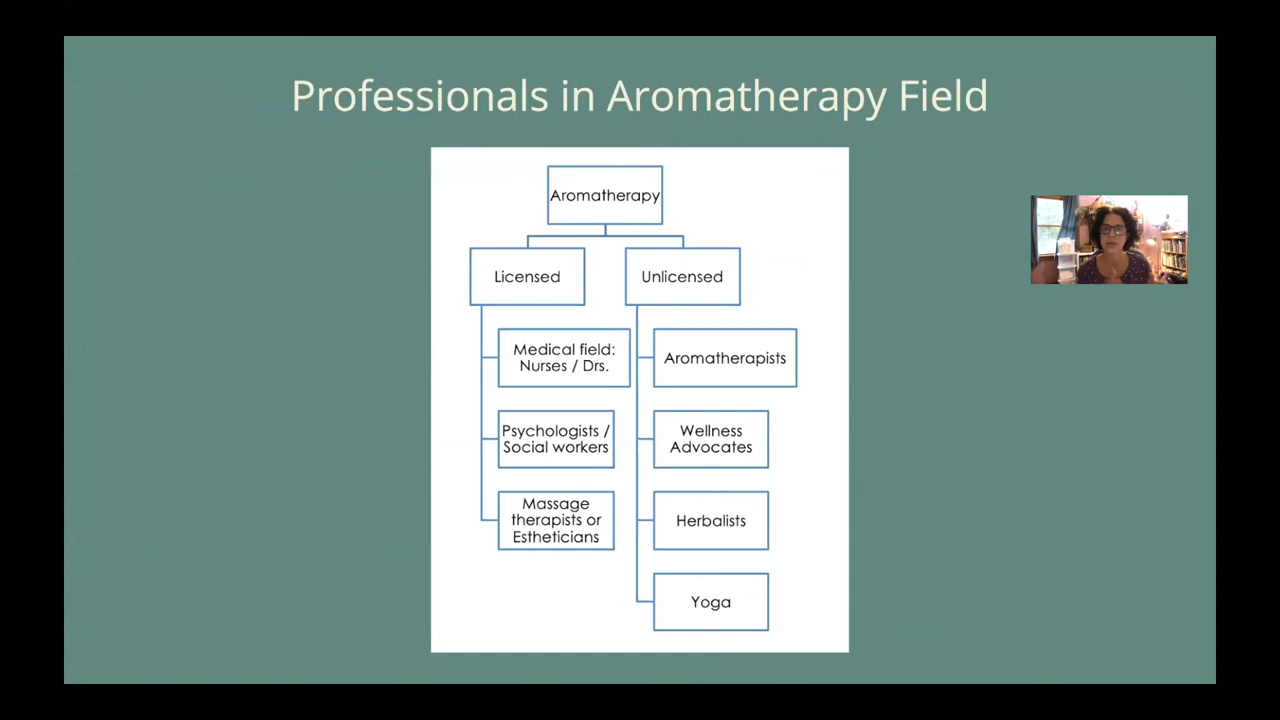 Professionals in Aromatherapy Field
Aromatherapy
Licensed
Unlicensed
Medical field:
Nurses / Drs.
Aromatherapists
Psychologists /
Social workers
Wellness
Advocates
Massage
therapists or
Estheticians
Herbalists
Yoga